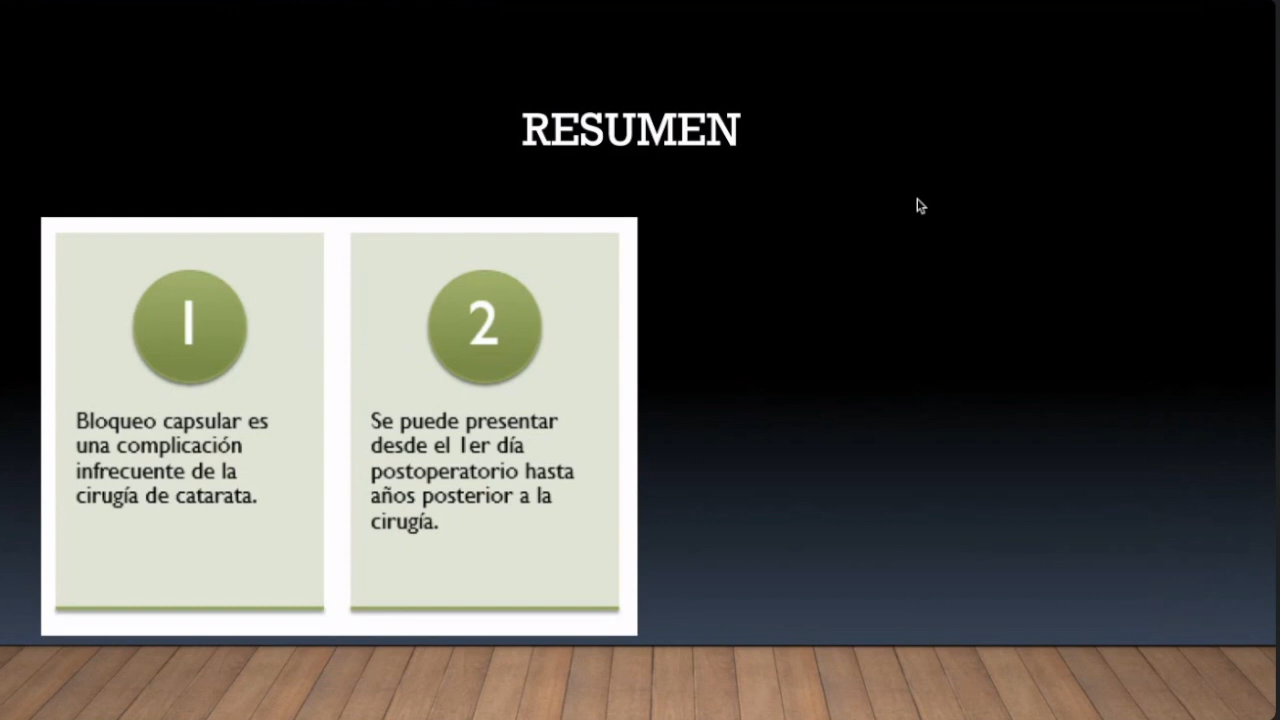 RESUMEN
1
Bloqueo capsular es
una complicación
infrecuente de la
cirugía de catarata.
2
Se puede presentar
desde el 1er día
postoperatorio hasta
años posterior a la
cirugía.